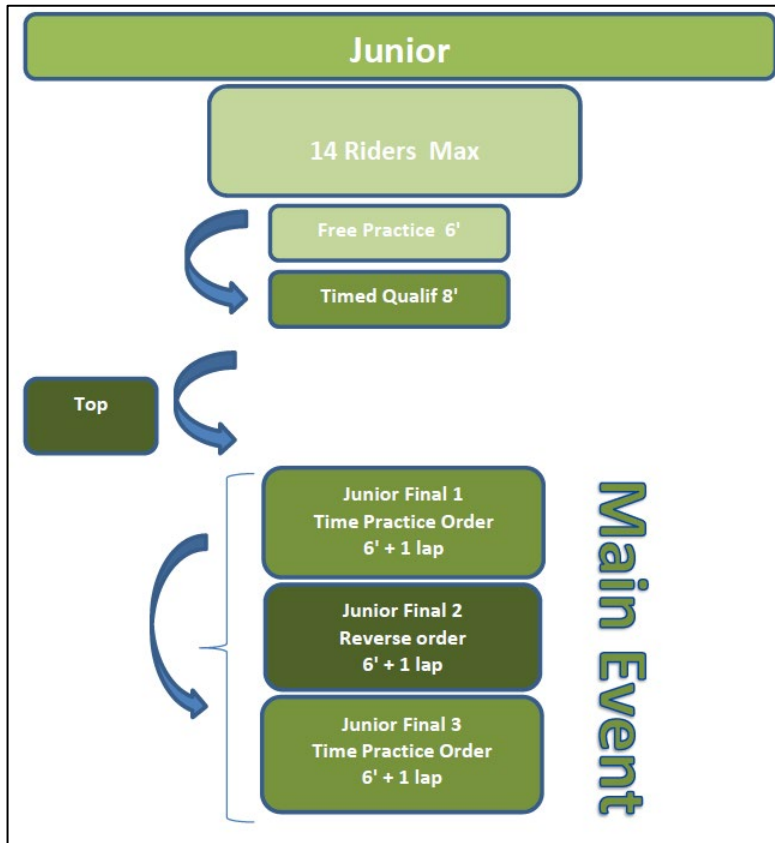 Junior
14 Riders Max
Free Practice 6'
Timed Qualif 8'
Top
Junior Final 1
Time Practice Order
6' + 1 lap
Junior Final 2
Reverse order
6' + 1 lap
Junior Final 3
Time Practice Order
6' + 1 lap
Main Event